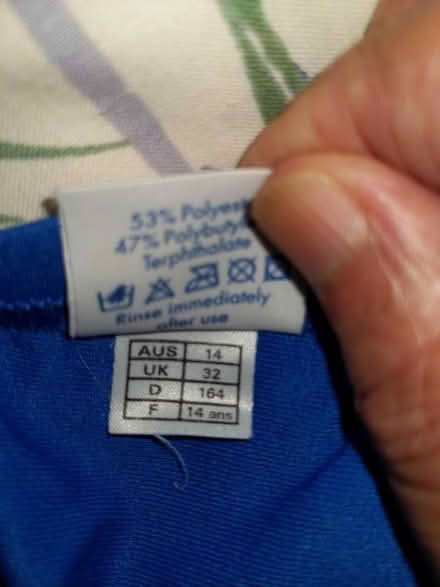 53% Polyest
47% Polybuty
Terphthalate
Rinse immediately
after use
AUS 14
UK 32
D 164
F 14 ans